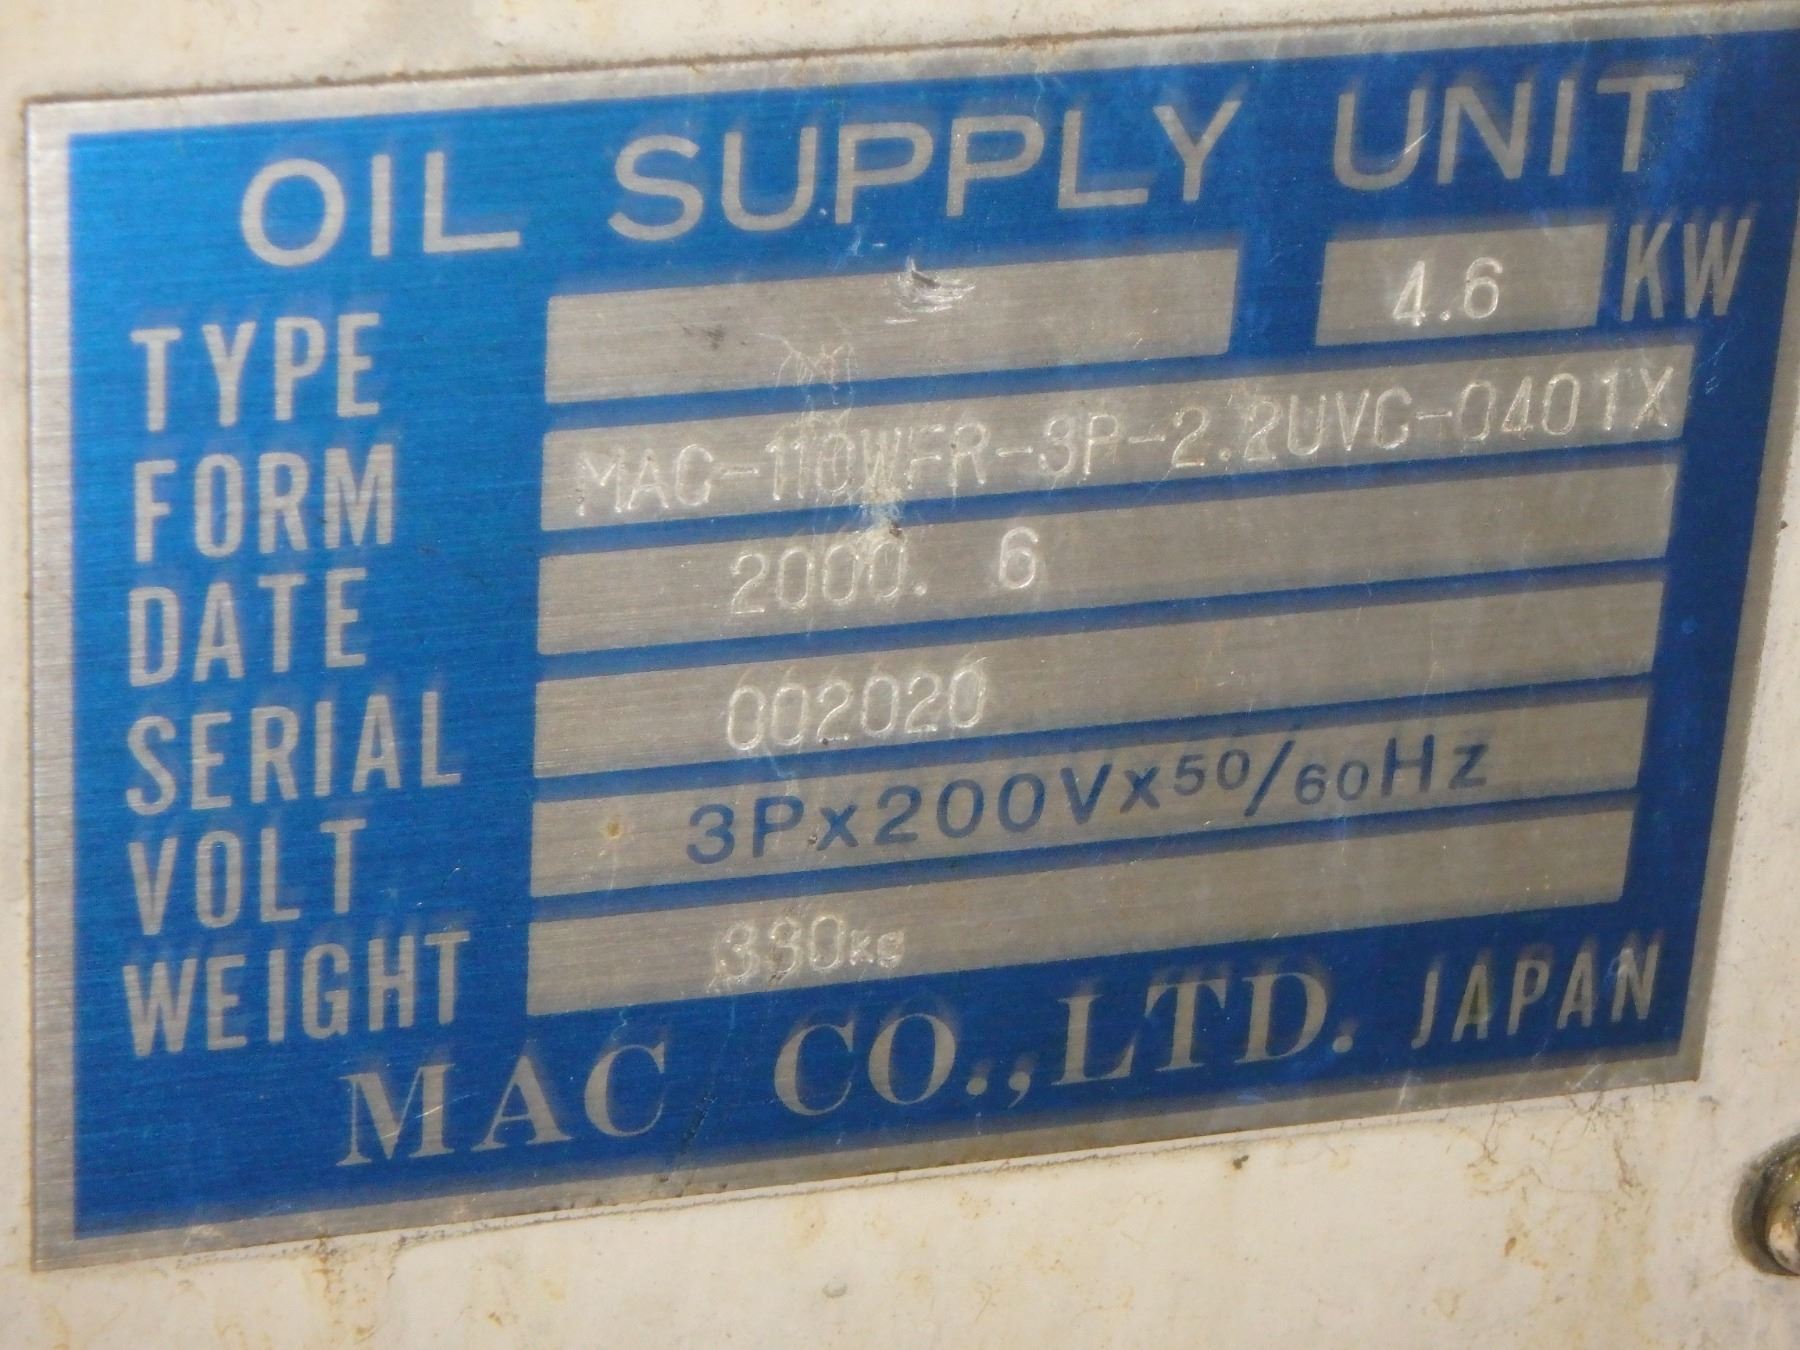 OIL SUPPLY UNIT
TYPE 4.6 KW
FORM MAC-110WFR-3P-2.2UVC-0401X
DATE 2000. 6
SERIAL 002020
VOLT 3Px200Vx50/60Hz
WEIGHT 330kg
MAC CO.,LTD. JAPAN